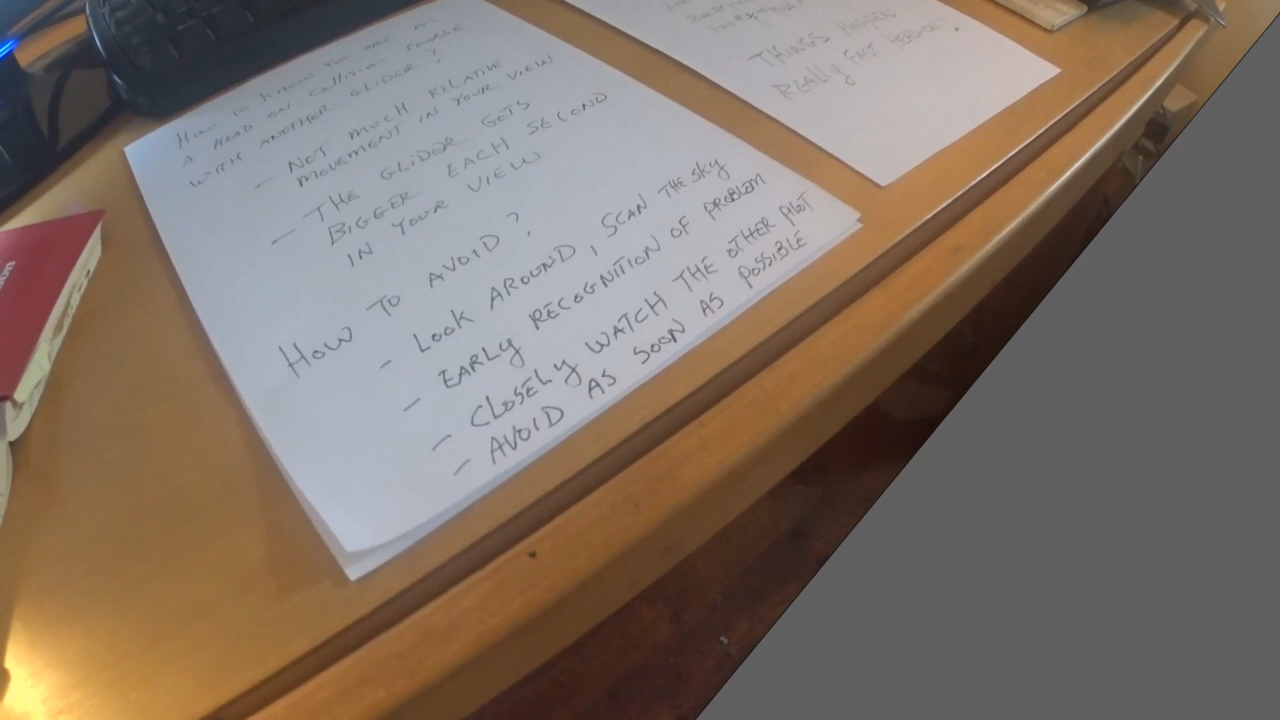 How to know you are on
a head on collision course
with another glider?
- NOT MUCH RELATIVE
MOVEMENT IN YOUR VIEW
- THE GLIDER GETS
BIGGER EACH SECOND
IN YOUR VIEW
HOW TO AVOID?
- LOOK AROUND, SCAN THE SKY
- EARLY RECOGNITION OF PROBLEM
- CLOSELY WATCH THE OTHER PILOT
- AVOID AS SOON AS POSSIBLE
THINGS HAPPEN
REALLY FAST